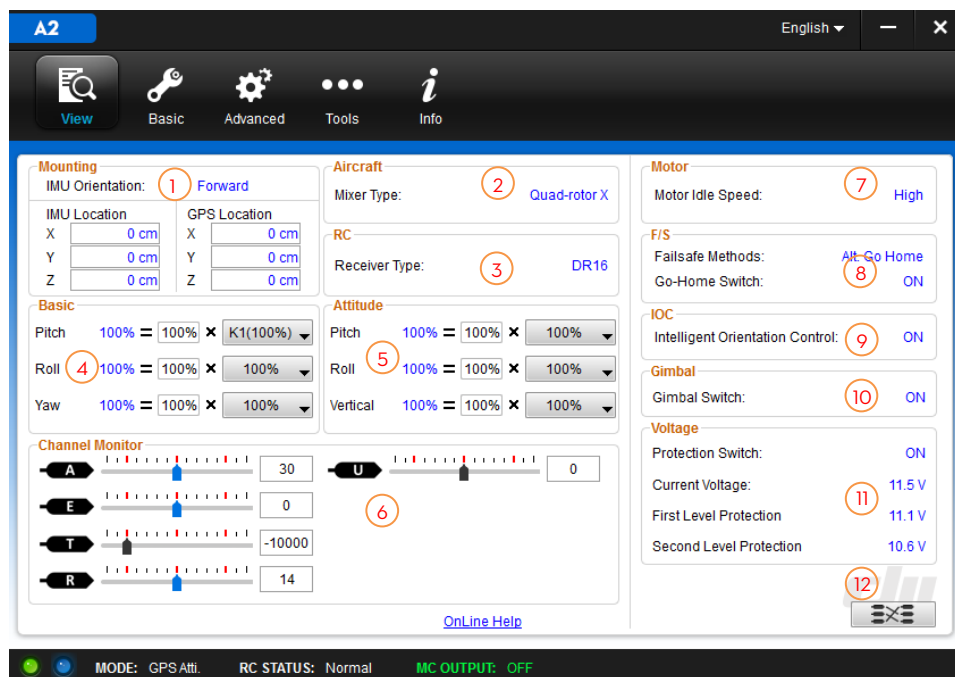 A2
English
View Basic Advanced Tools Info
Mounting
IMU Orientation: 1 Forward
IMU Location GPS Location
X 0 cm X 0 cm
Y 0 cm Y 0 cm
Z 0 cm Z 0 cm
Aircraft
Mixer Type: 2 Quad-rotor X
RC
Receiver Type: 3 DR16
Basic
Pitch 100% = 100% × K1(100%)
Roll 4 100% = 100% × 100%
Yaw 100% = 100% × 100%
Attitude
Pitch 100% = 100% × 100%
Roll 5 100% = 100% × 100%
Vertical 100% = 100% × 100%
Channel Monitor
A 30
E 0
T -10000
R 14
U 0
6
OnLine Help
Motor
Motor Idle Speed: 7 High
F/S
Failsafe Methods: Alt. Go Home
Go-Home Switch: 8 ON
IOC
Intelligent Orientation Control: 9 ON
Gimbal
Gimbal Switch: 10 ON
Voltage
Protection Switch: ON
Current Voltage: 11 11.5 V
First Level Protection 11.1 V
Second Level Protection 10.6 V
12
MODE: GPS Atti. RC STATUS: Normal MC OUTPUT: OFF